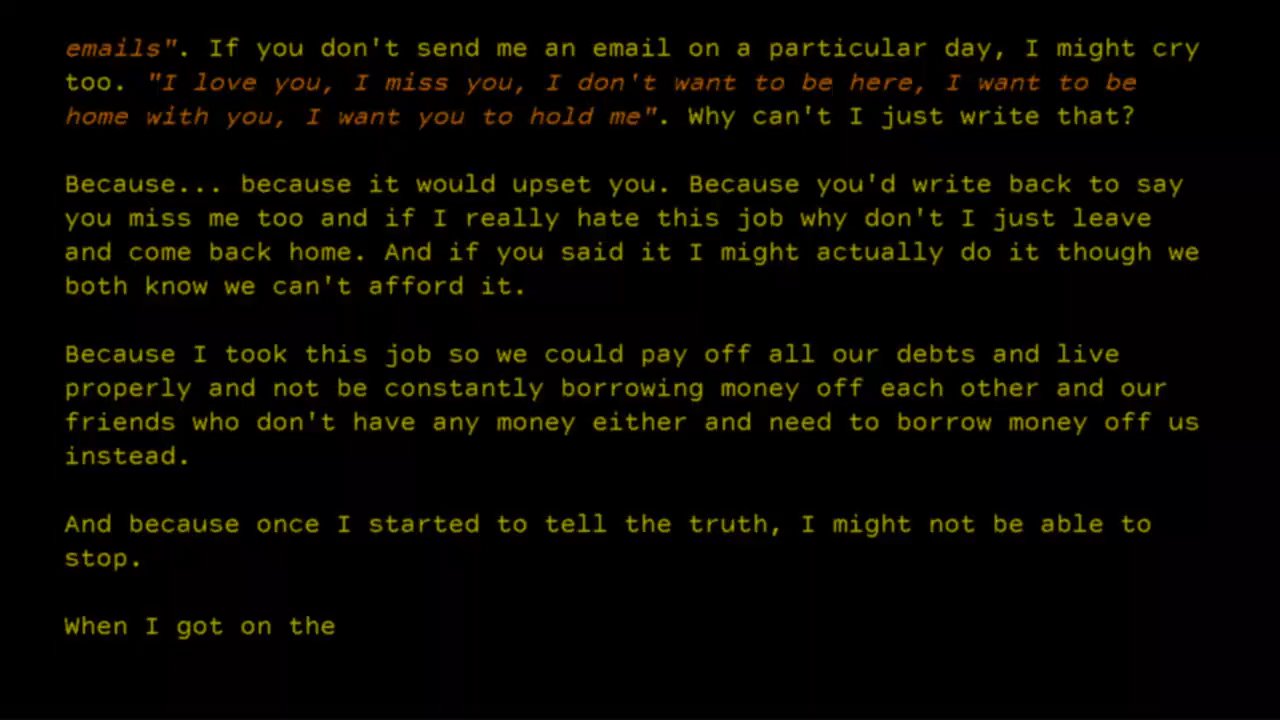 emails". If you don't send me an email on a particular day, I might cry
too. "I love you, I miss you, I don't want to be here, I want to be
home with you, I want you to hold me". Why can't I just write that?
Because... because it would upset you. Because you'd write back to say
you miss me too and if I really hate this job why don't I just leave
and come back home. And if you said it I might actually do it though we
both know we can't afford it.
Because I took this job so we could pay off all our debts and live
properly and not be constantly borrowing money off each other and our
friends who don't have any money either and need to borrow money off us
instead.
And because once I started to tell the truth, I might not be able to
stop.
When I got on the